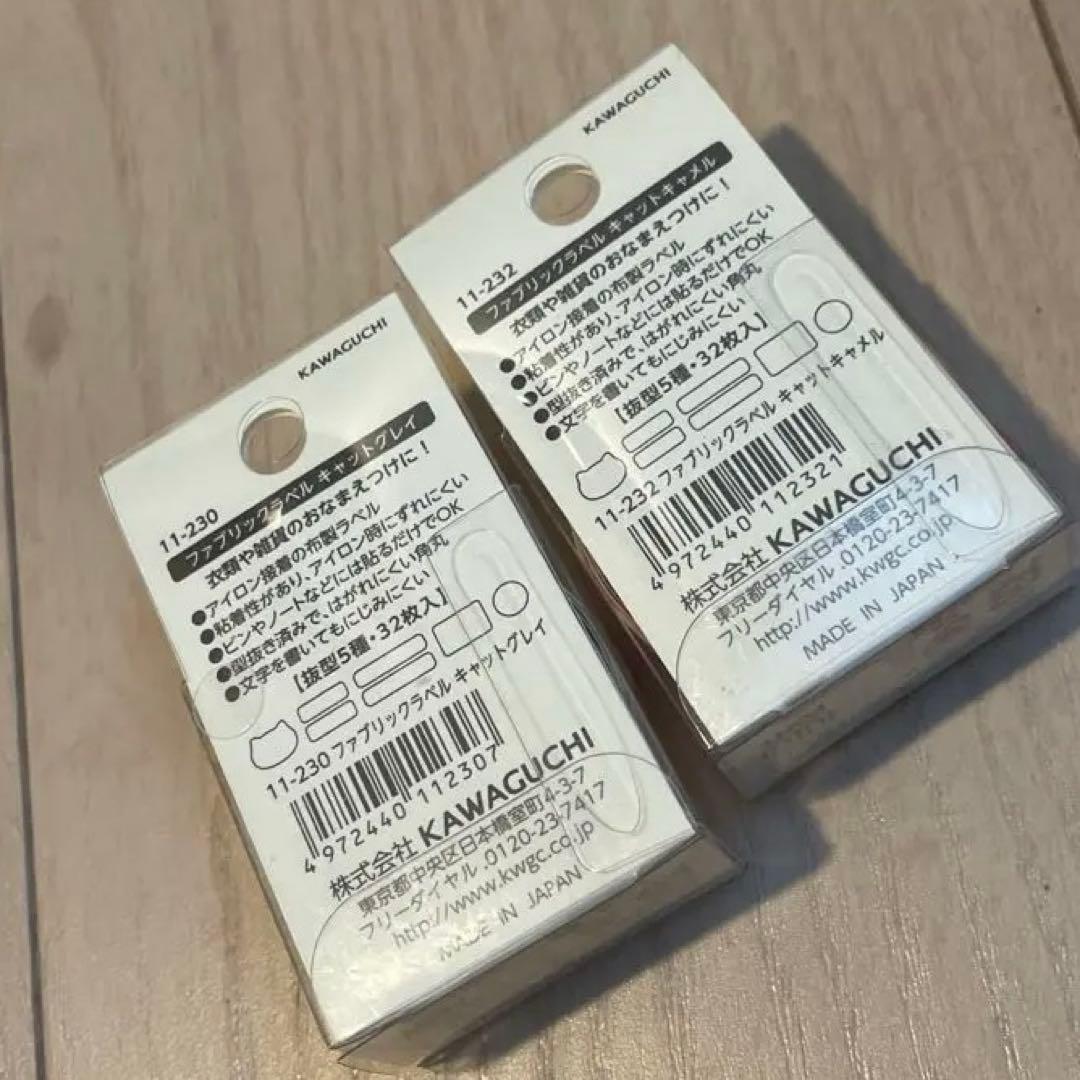 KAWAGUCHI
11-230
ファブリックラベル キャットグレイ
衣類や雑貨のおなまえつけに!
●アイロン接着の布製ラベル
●粘着性があり、アイロン時にずれにくい
●ビンやノートなどには貼るだけでOK
●型抜き済みで、はがれにくい角丸
●文字を書いてもにじみにくい
【抜型5種・32枚入】
11-230 ファブリックラベル キャットグレイ
4 972440 112307
株式会社 KAWAGUCHI
東京都中央区日本橋室町4-3-7
フリーダイヤル.0120-23-7417
http://www.kwgc.co.jp
MADE IN JAPAN
KAWAGUCHI
11-232
ファブリックラベル キャットキャメル
衣類や雑貨のおなまえつけに!
●アイロン接着の布製ラベル
●粘着性があり、アイロン時にずれにくい
●ビンやノートなどには貼るだけでOK
●型抜き済みで、はがれにくい角丸
●文字を書いてもにじみにくい
【抜型5種・32枚入】
11-232 ファブリックラベル キャットキャメル
4 972440 112321
株式会社 KAWAGUCHI
東京都中央区日本橋室町4-3-7
フリーダイヤル.0120-23-7417
http://www.kwgc.co.jp
MADE IN JAPAN